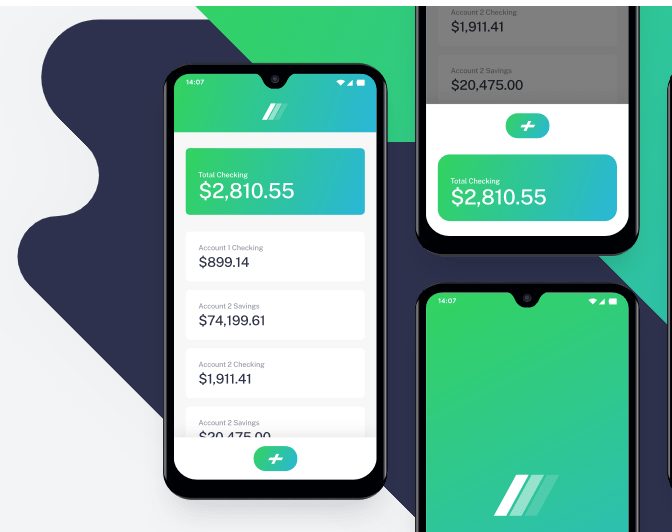 14:07
Total Checking
$2,810.55
Account 1 Checking
$899.14
Account 2 Savings
$74,199.61
Account 2 Checking
$1,911.41
Account 2 Savings
$20,475.00
Account 2 Checking
$1,911.41
Account 2 Savings
$20,475.00
Total Checking
$2,810.55
14:07